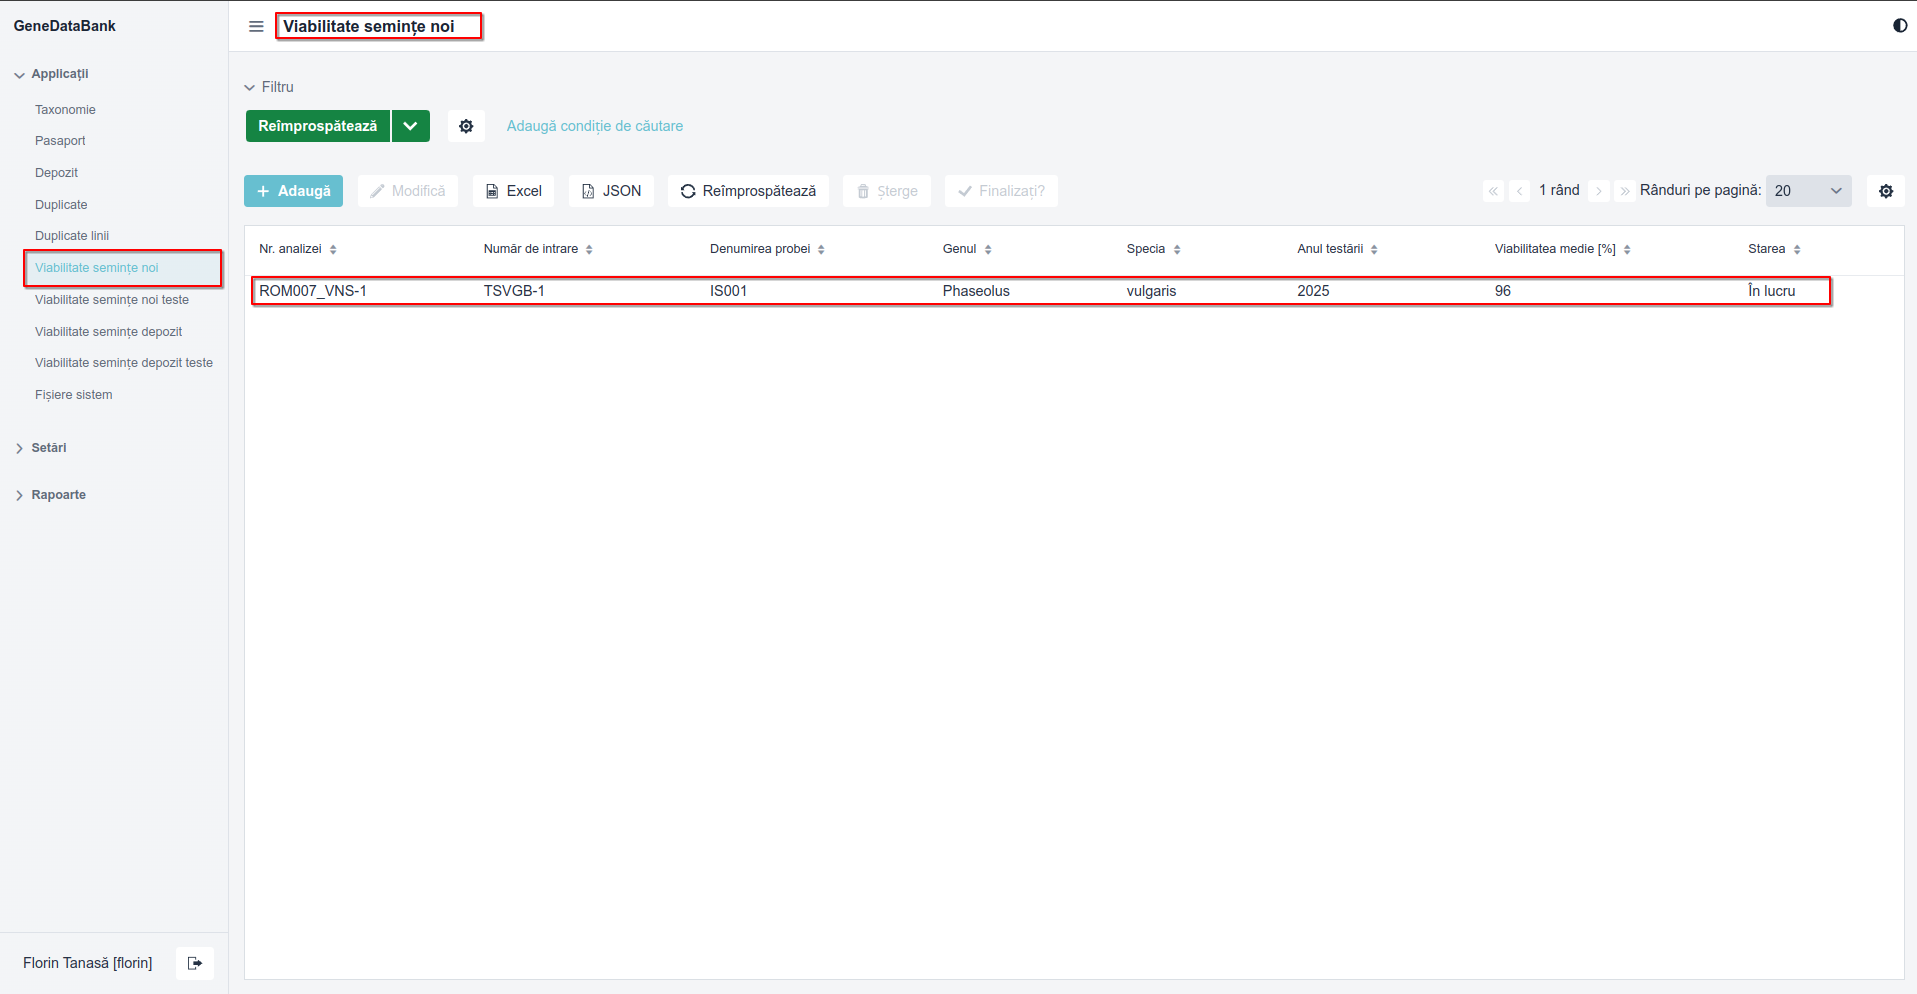 GeneDataBank
Viabilitate semințe noi
Applicații
Taxonomie
Pasaport
Depozit
Duplicate
Duplicate linii
Viabilitate semințe noi
Viabilitate semințe noi teste
Viabilitate semințe depozit
Viabilitate semințe depozit teste
Fișiere sistem
Setări
Rapoarte
Florin Tanasă [florin]
Filtru
Reîmprospătează
Adaugă condiție de căutare
+ Adaugă Modifică Excel JSON Reîmprospătează Șterge Finalizați? « ‹ 1 rând › » Rânduri pe pagină: 20
Nr. analizei Număr de intrare Denumirea probei Genul Specia Anul testării Viabilitatea medie [%] Starea
ROM007_VNS-1 TSVGB-1 IS001 Phaseolus vulgaris 2025 96 În lucru